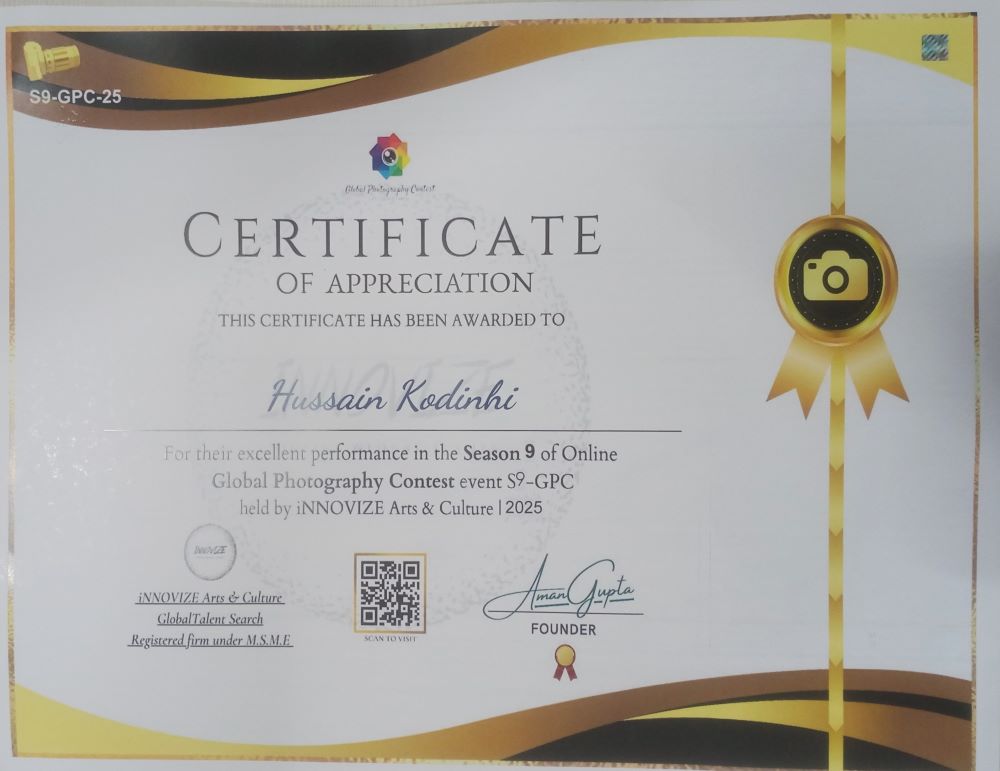 S9-GPC-25
Global Photography Contest
CERTIFICATE
OF APPRECIATION
THIS CERTIFICATE HAS BEEN AWARDED TO
INNOVIZE
Hussain Kodinhi
For their excellent performance in the Season 9 of Online
Global Photography Contest event S9-GPC
held by iNNOVIZE Arts & Culture | 2025
INNOVIZE
iNNOVIZE Arts & Culture
GlobalTalent Search
Registered firm under M.S.M.E
SCAN TO VISIT
Aman Gupta
FOUNDER